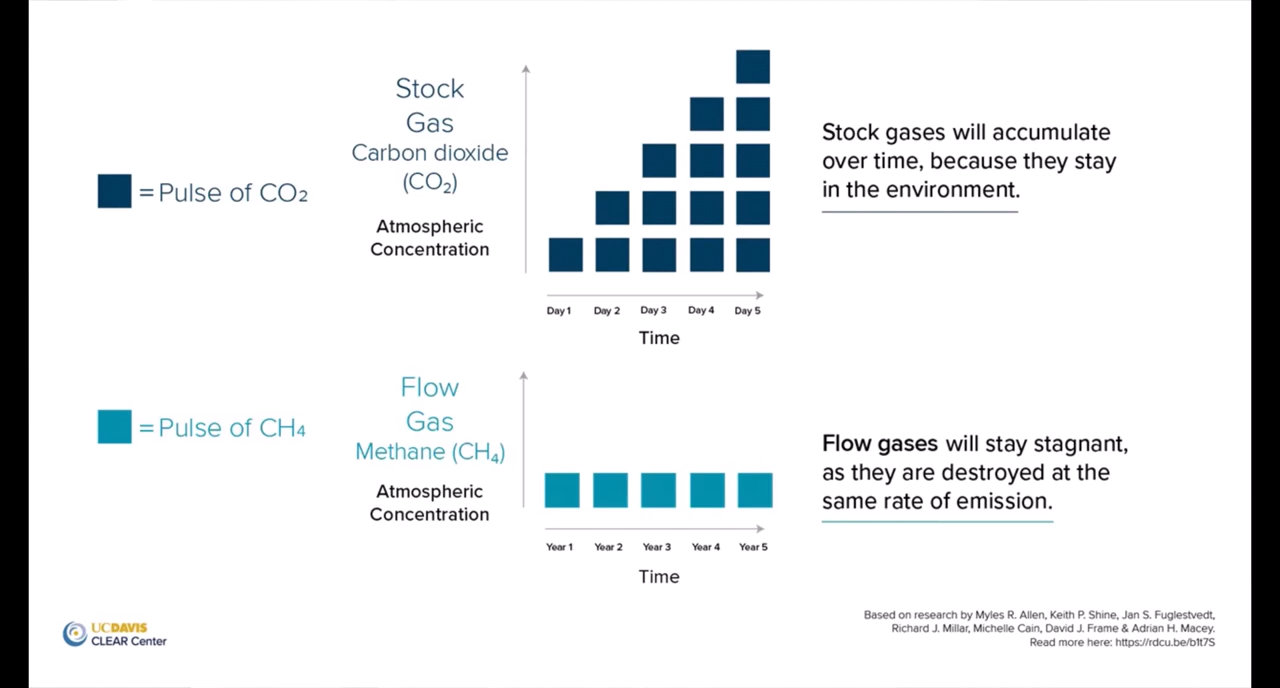 Stock
Gas
Carbon dioxide
(CO₂)
Atmospheric
Concentration
= Pulse of CO₂
Day 1 Day 2 Day 3 Day 4 Day 5
Time
Stock gases will accumulate
over time, because they stay
in the environment.
Flow
Gas
Methane (CH₄)
Atmospheric
Concentration
= Pulse of CH₄
Year 1 Year 2 Year 3 Year 4 Year 5
Time
Flow gases will stay stagnant,
as they are destroyed at the
same rate of emission.
UCDAVIS
CLEAR Center
Based on research by Myles R. Allen, Keith P. Shine, Jan S. Fuglestvedt,
Richard J. Millar, Michelle Cain, David J. Frame & Adrian H. Macey.
Read more here: https://rdcu.be/b1t7S